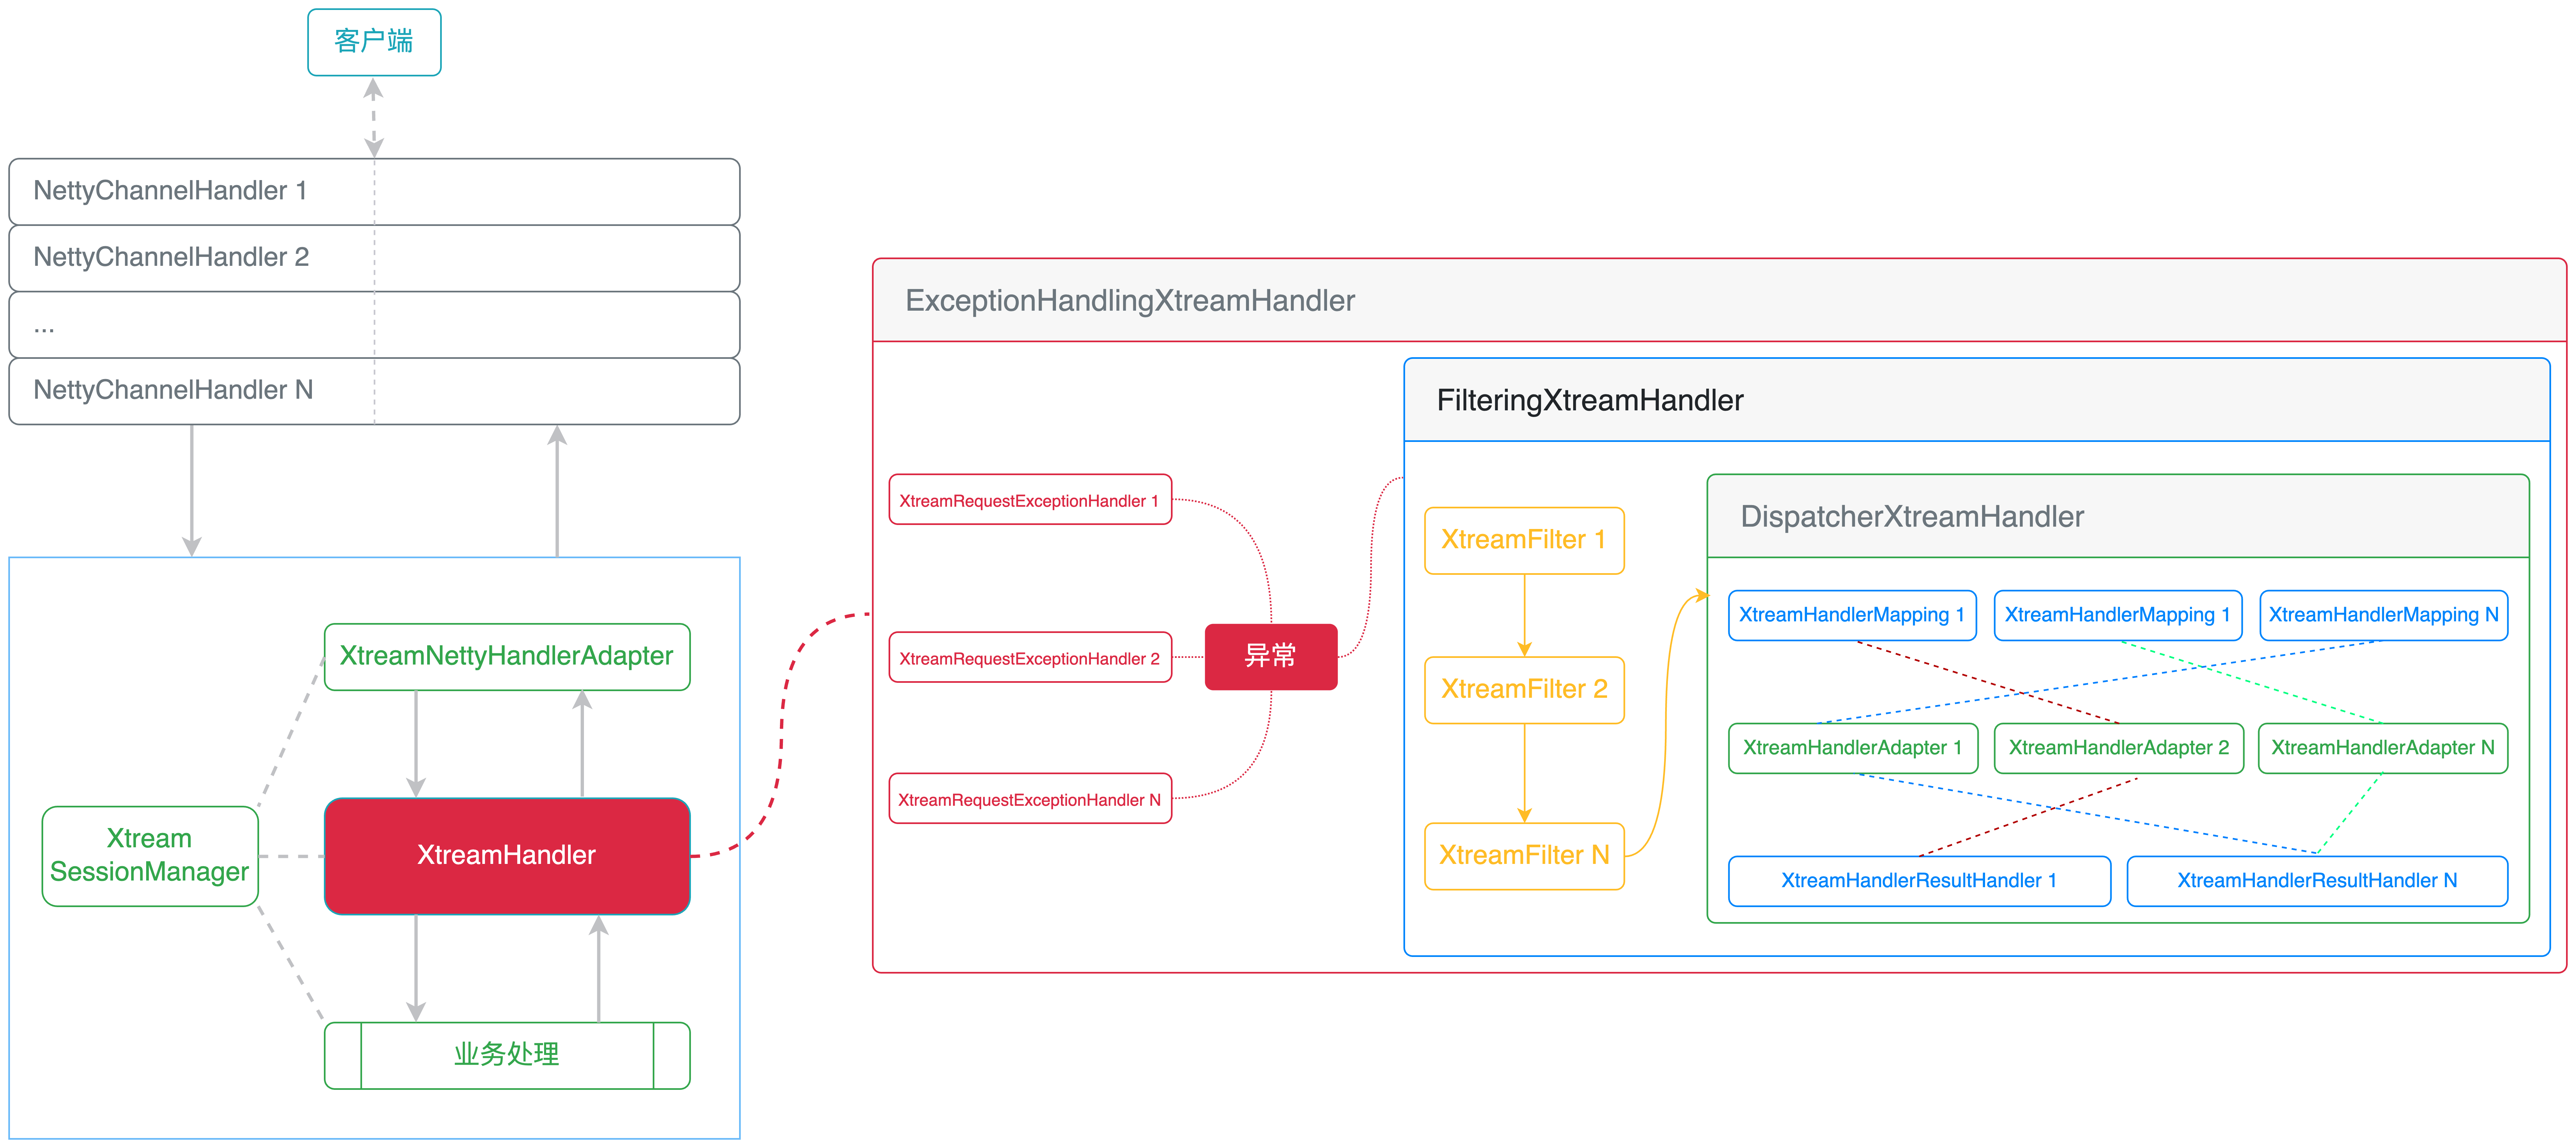 客户端
NettyChannelHandler 1
NettyChannelHandler 2
...
NettyChannelHandler N
XtreamNettyHandlerAdapter
Xtream
SessionManager
XtreamHandler
业务处理
ExceptionHandlingXtreamHandler
XtreamRequestExceptionHandler 1
XtreamRequestExceptionHandler 2
XtreamRequestExceptionHandler N
异常
FilteringXtreamHandler
XtreamFilter 1
XtreamFilter 2
XtreamFilter N
DispatcherXtreamHandler
XtreamHandlerMapping 1
XtreamHandlerMapping 1
XtreamHandlerMapping N
XtreamHandlerAdapter 1
XtreamHandlerAdapter 2
XtreamHandlerAdapter N
XtreamHandlerResultHandler 1
XtreamHandlerResultHandler N